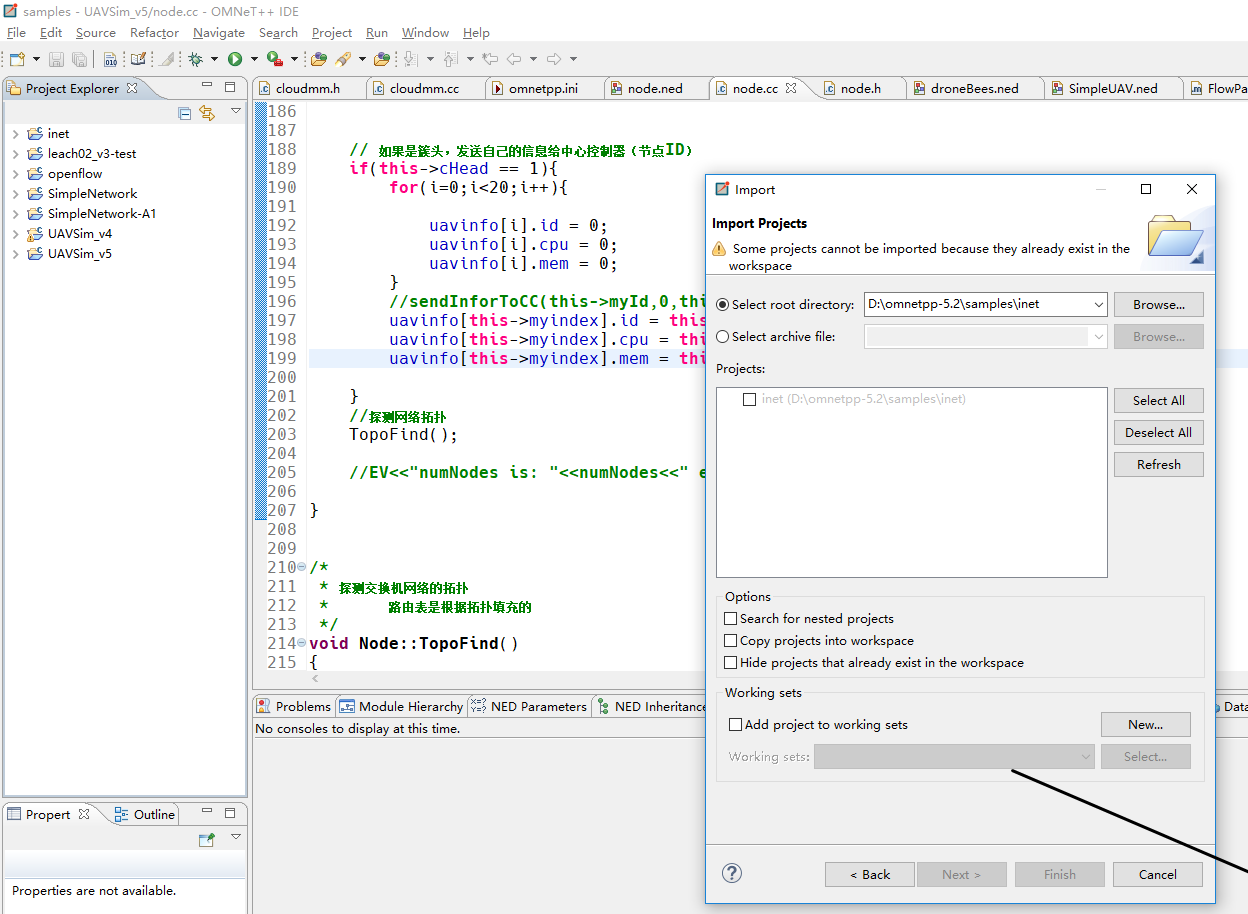 samples - UAVSim_v5/node.cc - OMNeT++ IDE
File Edit Source Refactor Navigate Search Project Run Window Help
Project Explorer
cloudmm.h cloudmm.cc omnetpp.ini node.ned node.cc node.h droneBees.ned SimpleUAV.ned FlowPa
inet
leach02_v3-test
openflow
SimpleNetwork
SimpleNetwork-A1
UAVSim_v4
UAVSim_v5
186
187
188 // 如果是簇头，发送自己的信息给中心控制器（节点ID）
189 if(this->cHead == 1){
190 for(i=0;i<20;i++){
191
192 uavinfo[i].id = 0;
193 uavinfo[i].cpu = 0;
194 uavinfo[i].mem = 0;
195 }
196 //sendInforToCC(this->myId,0,thi
197 uavinfo[this->myindex].id = this
198 uavinfo[this->myindex].cpu = thi
199 uavinfo[this->myindex].mem = thi
200
201 }
202 //探测网络拓扑
203 TopoFind();
204
205 //EV<<"numNodes is: "<<numNodes<<" e
206
207 }
208
209
210 /*
211 * 探测交换机网络的拓扑
212 * 路由表是根据拓扑填充的
213 */
214 void Node::TopoFind()
215 {
Problems Module Hierarchy NED Parameters NED Inheritance Data
No consoles to display at this time.
Propert Outline
Properties are not available.
Import
Import Projects
Some projects cannot be imported because they already exist in the
workspace
Select root directory: D:\omnetpp-5.2\samples\inet Browse...
Select archive file: Browse...
Projects:
inet (D:\omnetpp-5.2\samples\inet)
Select All
Deselect All
Refresh
Options
Search for nested projects
Copy projects into workspace
Hide projects that already exist in the workspace
Working sets
Add project to working sets New...
Working sets: Select...
? < Back Next > Finish Cancel